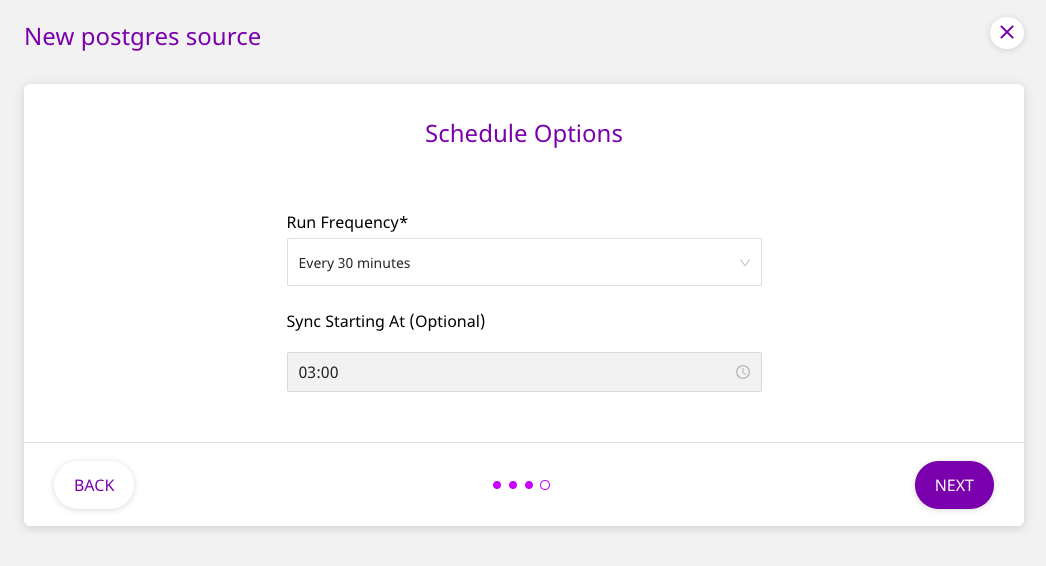 New postgres source
Schedule Options
Run Frequency*
Every 30 minutes
Sync Starting At (Optional)
03:00
BACK
NEXT